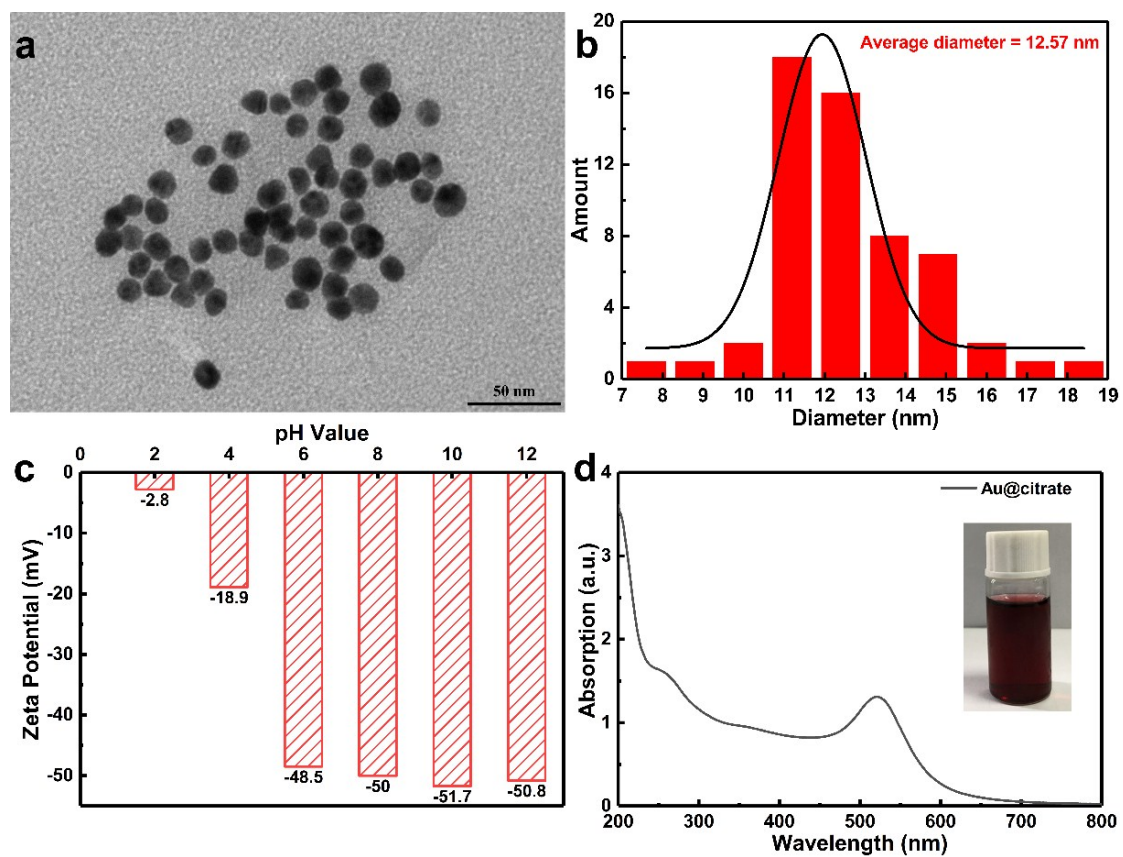 a
50 nm
b
Average diameter = 12.57 nm
20
16
12
8
4
0
Amount
7 8 9 10 11 12 13 14 15 16 17 18 19
Diameter (nm)
c
pH Value
0 2 4 6 8 10 12
0
-10
-20
-30
-40
-50
Zeta Potential (mV)
-2.8
-18.9
-48.5
-50
-51.7
-50.8
d
Au@citrate
4
3
2
1
0
Absorption (a.u.)
200 300 400 500 600 700 800
Wavelength (nm)